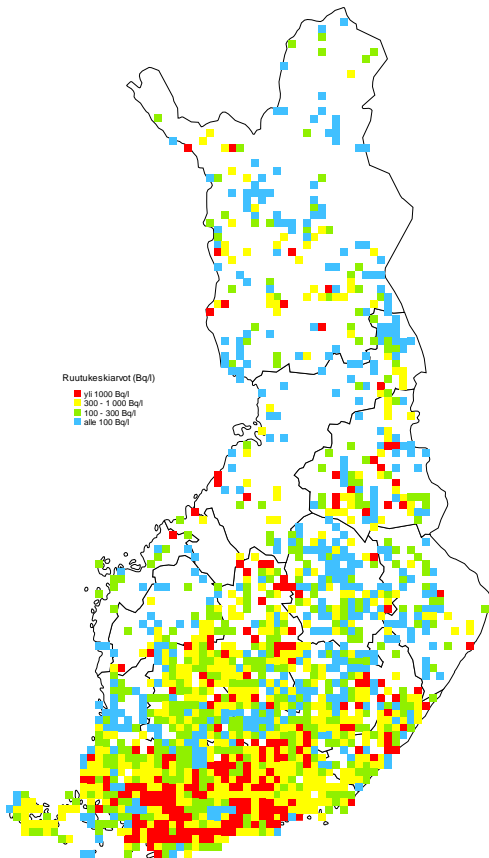 Ruutukeskiarvot (Bq/l)
yli 1000 Bq/l
300 - 1 000 Bq/l
100 - 300 Bq/l
alle 100 Bq/l